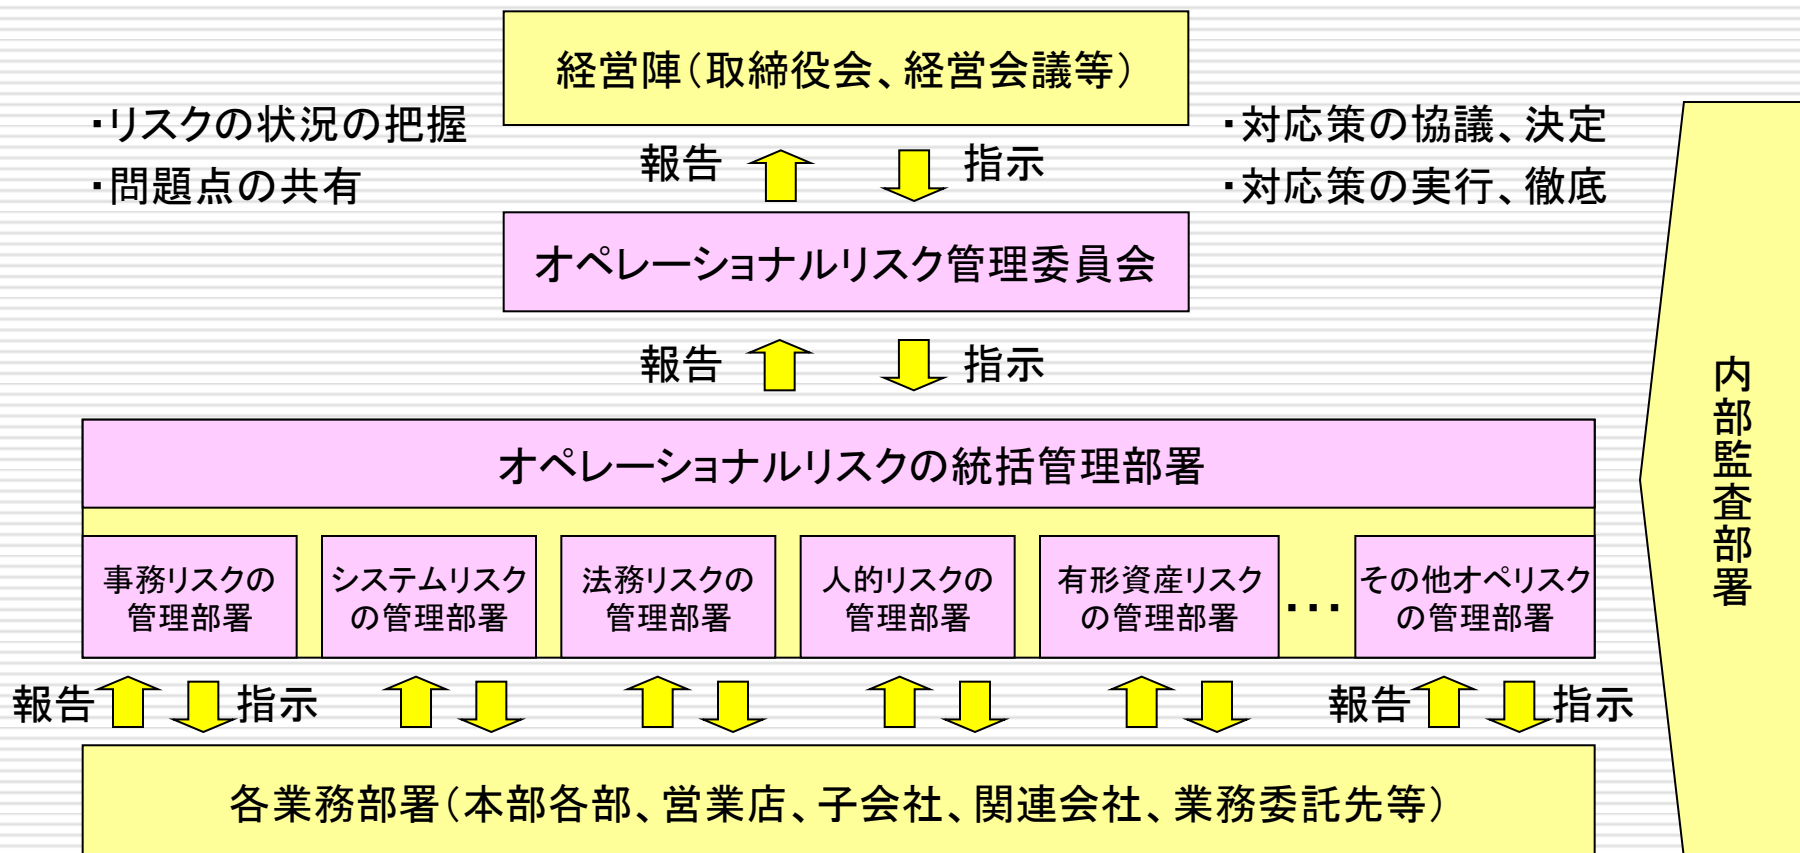 経営陣(取締役会、経営会議等)
・リスクの状況の把握
・問題点の共有
・対応策の協議、決定
・対応策の実行、徹底
報告
指示
オペレーショナルリスク管理委員会
報告
指示
オペレーショナルリスクの統括管理部署
事務リスクの
管理部署
システムリスク
の管理部署
法務リスクの
管理部署
人的リスクの
管理部署
有形資産リスク
の管理部署
・・・
その他オペリスク
の管理部署
報告
指示
報告
指示
各業務部署(本部各部、営業店、子会社、関連会社、業務委託先等)
内部監査部署